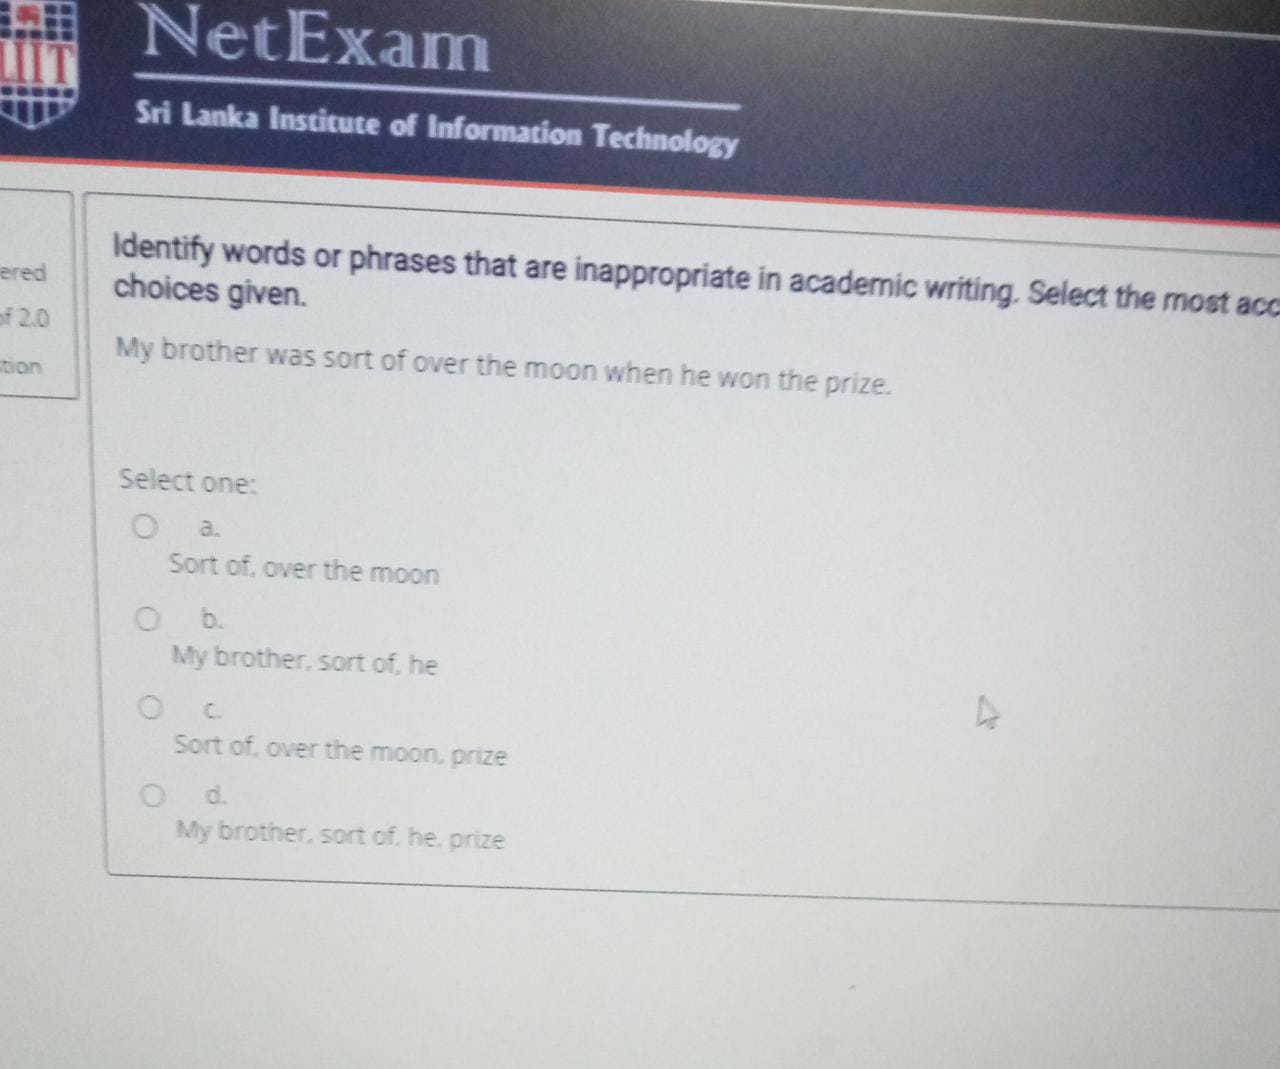 LIIT
NetExam
Sri Lanka Institute of Information Technology
ered
of 2.0
tion
Identify words or phrases that are inappropriate in academic writing. Select the most acc
choices given.
My brother was sort of over the moon when he won the prize.
Select one:
a.
Sort of, over the moon
b.
My brother, sort of, he
c.
Sort of, over the moon, prize
d.
My brother, sort of, he, prize